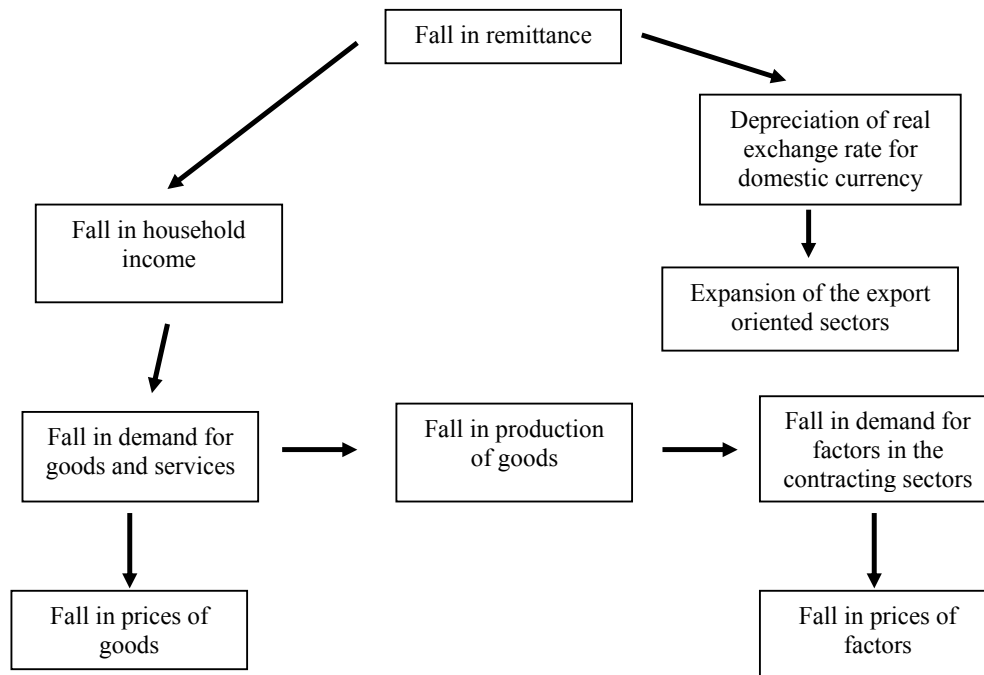 Fall in remittance
Depreciation of real
exchange rate for
domestic currency
Fall in household
income
Expansion of the export
oriented sectors
Fall in demand for
goods and services
Fall in production
of goods
Fall in demand for
factors in the
contracting sectors
Fall in prices of
goods
Fall in prices of
factors